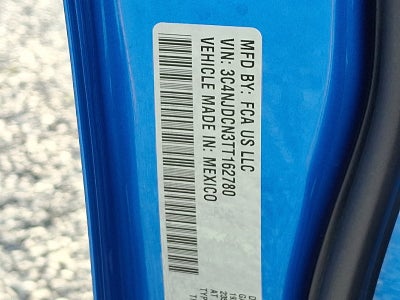 MFD BY: FCA US LLC
VIN: 3C4NJDCN3TT162780
VEHICLE MADE IN: MEXICO